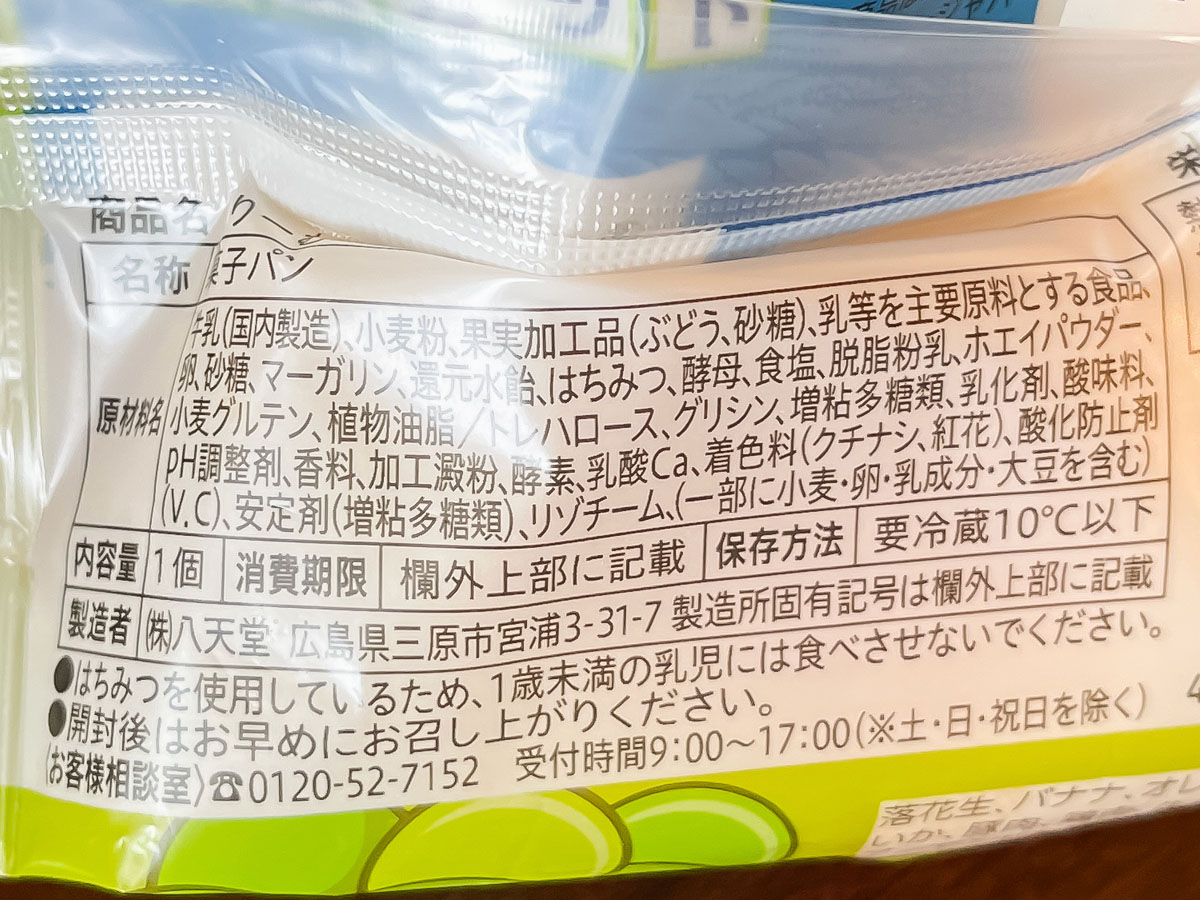 ット
商品名 クー
名称 菓子パン
原材料名 牛乳(国内製造)、小麦粉、果実加工品(ぶどう、砂糖)、乳等を主要原料とする食品、
卵、砂糖、マーガリン、還元水飴、はちみつ、酵母、食塩、脱脂粉乳、ホエイパウダー、
小麦グルテン、植物油脂/トレハロース、グリシン、増粘多糖類、乳化剤、酸味料、
pH調整剤、香料、加工澱粉、酵素、乳酸Ca、着色料(クチナシ、紅花)、酸化防止剤
(V.C)、安定剤(増粘多糖類)、リゾチーム、(一部に小麦・卵・乳成分・大豆を含む)
内容量 1個 消費期限 欄外上部に記載 保存方法 要冷蔵10℃以下
製造者 (株)八天堂 広島県三原市宮浦3-31-7 製造所固有記号は欄外上部に記載
●はちみつを使用しているため、1歳未満の乳児には食べさせないでください。
●開封後はお早めにお召し上がりください。
〈お客様相談室〉☎0120-52-7152 受付時間9:00〜17:00(※土・日・祝日を除く)
落花生、バナナ、オレ
いか、豚肉、